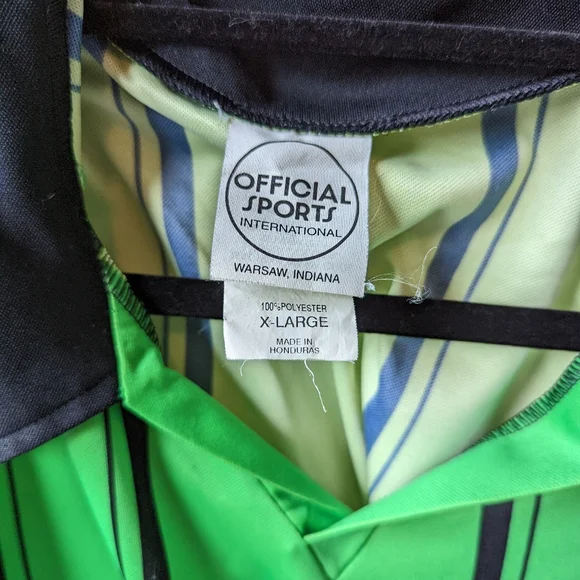 OFFICIAL
SPORTS
INTERNATIONAL
WARSAW, INDIANA
100% POLYESTER
X-LARGE
MADE IN
HONDURAS